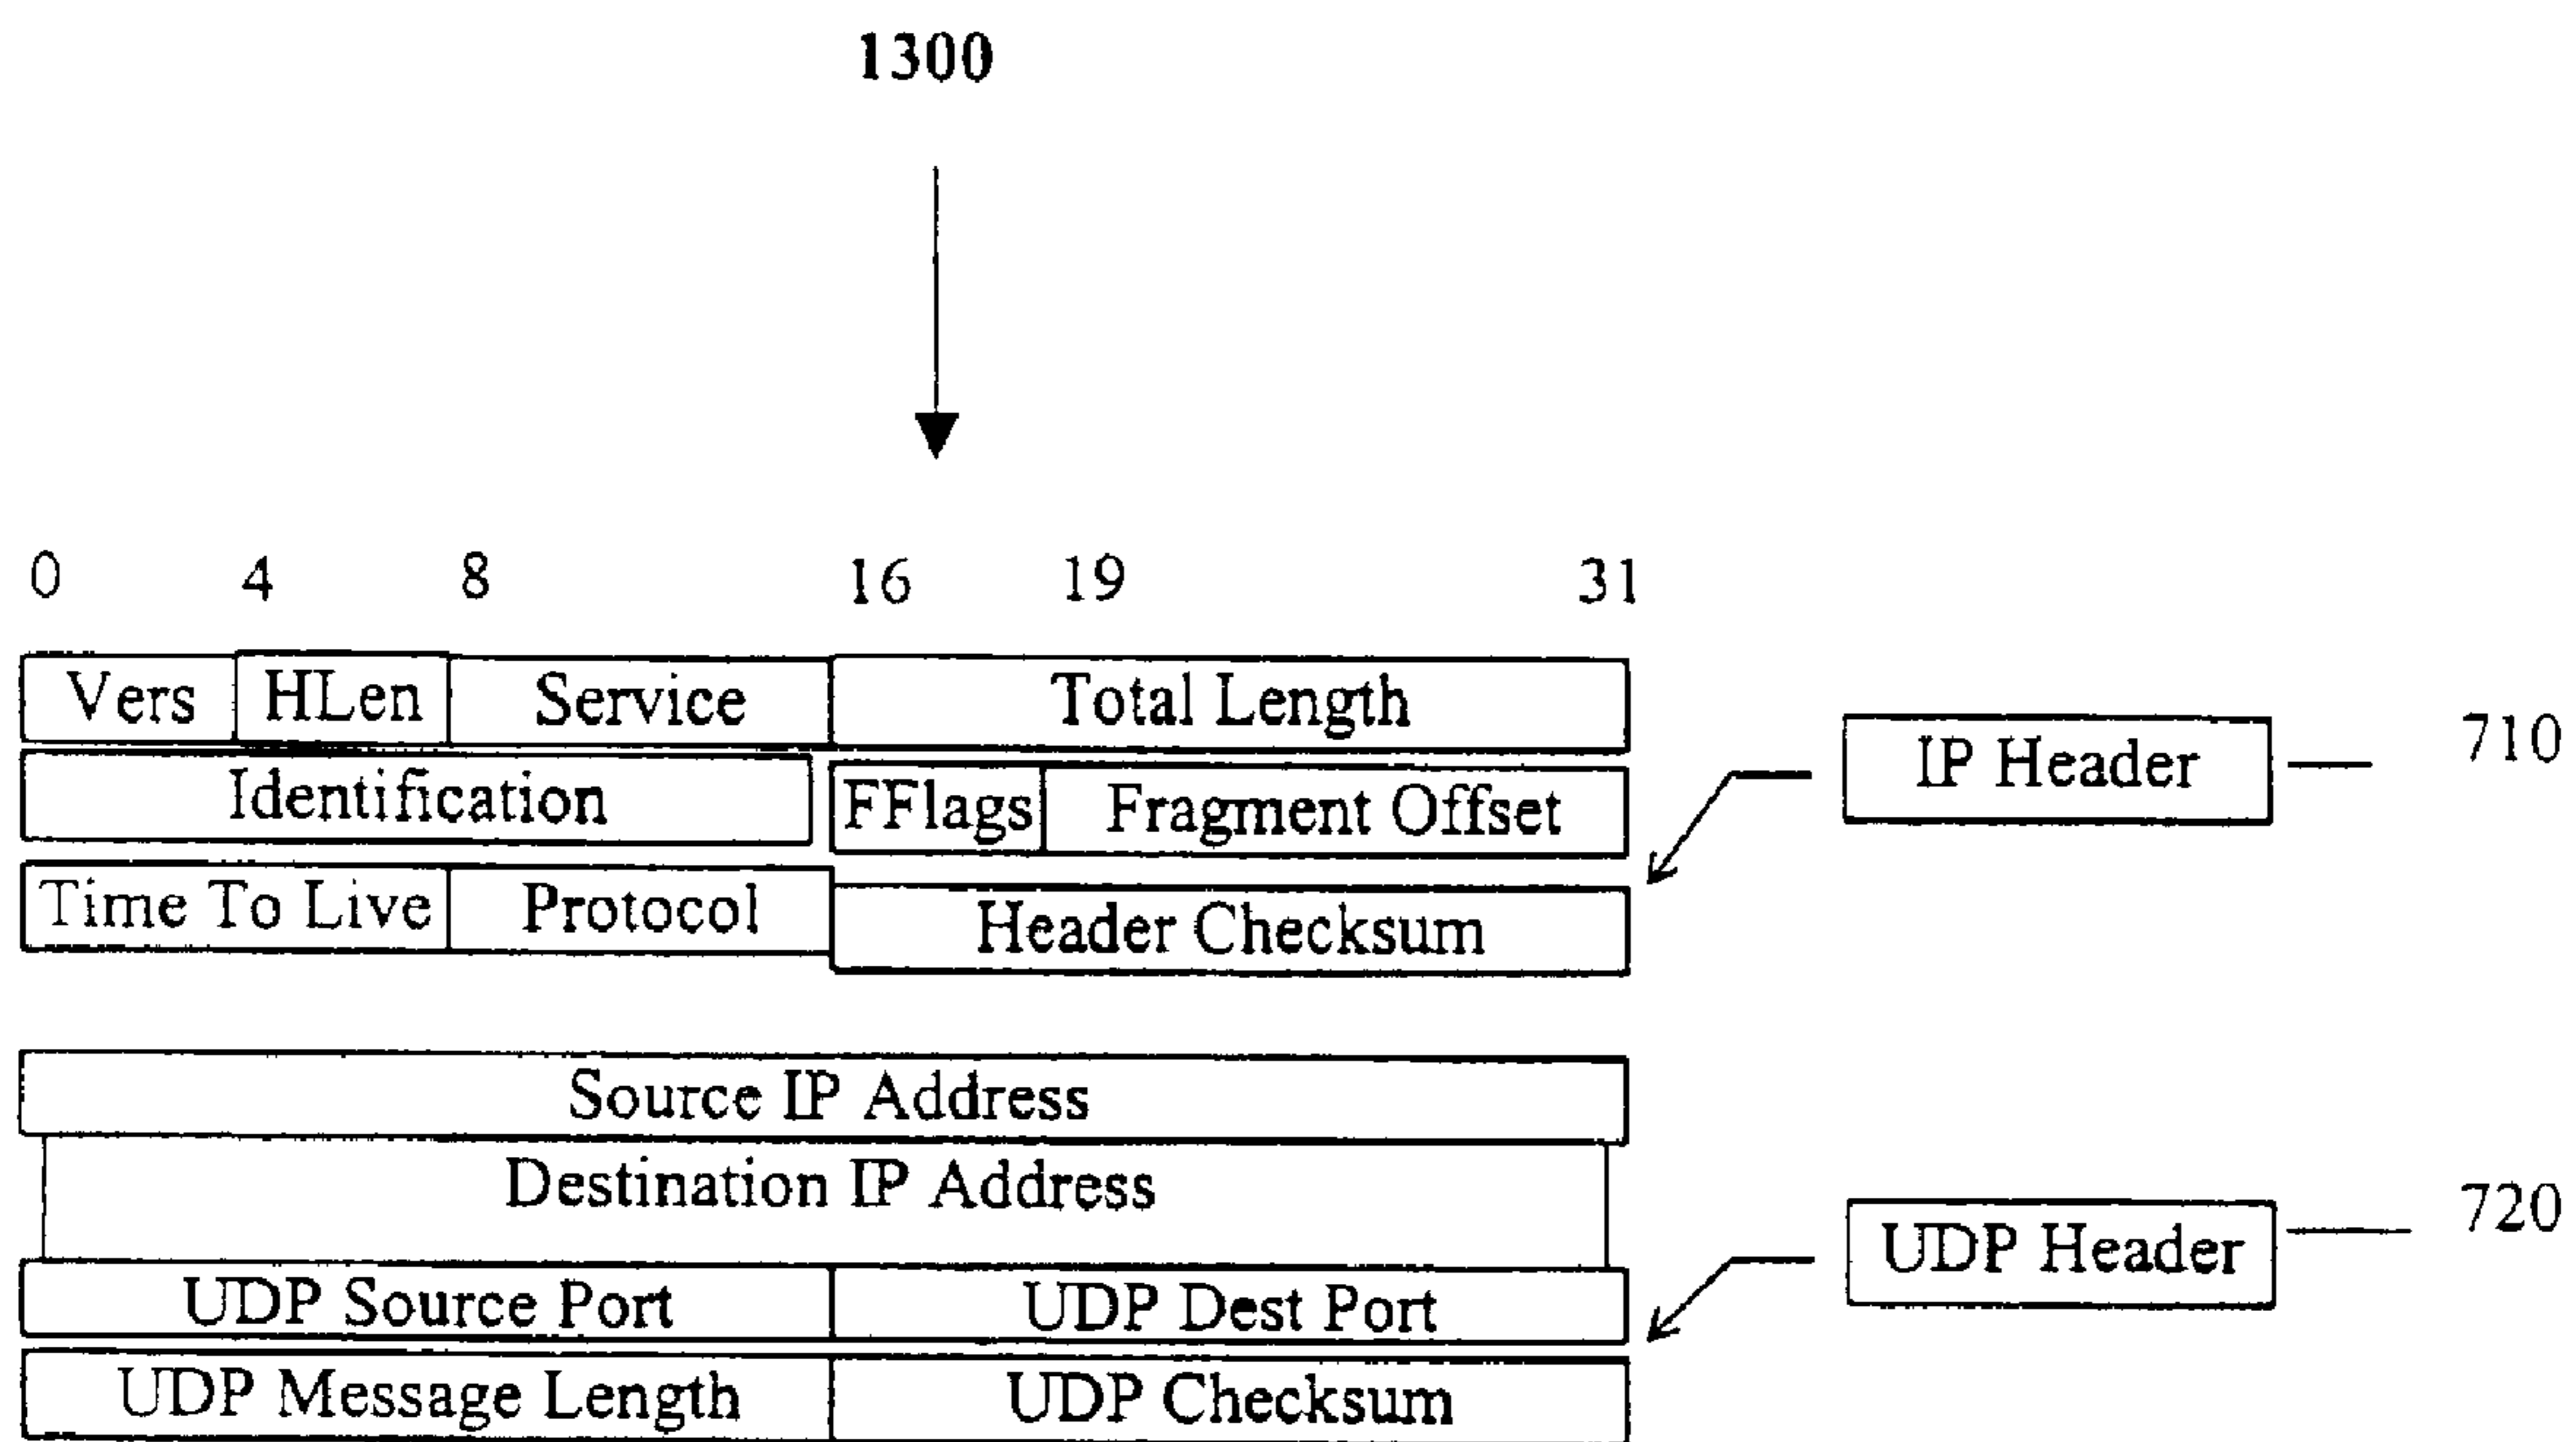 1300
0 4 8 16 19 31
Vers HLen Service Total Length
IP Header 710
Identification FFlags Fragment Offset
Time To Live Protocol Header Checksum
Source IP Address
Destination IP Address
UDP Header 720
UDP Source Port UDP Dest Port
UDP Message Length UDP Checksum